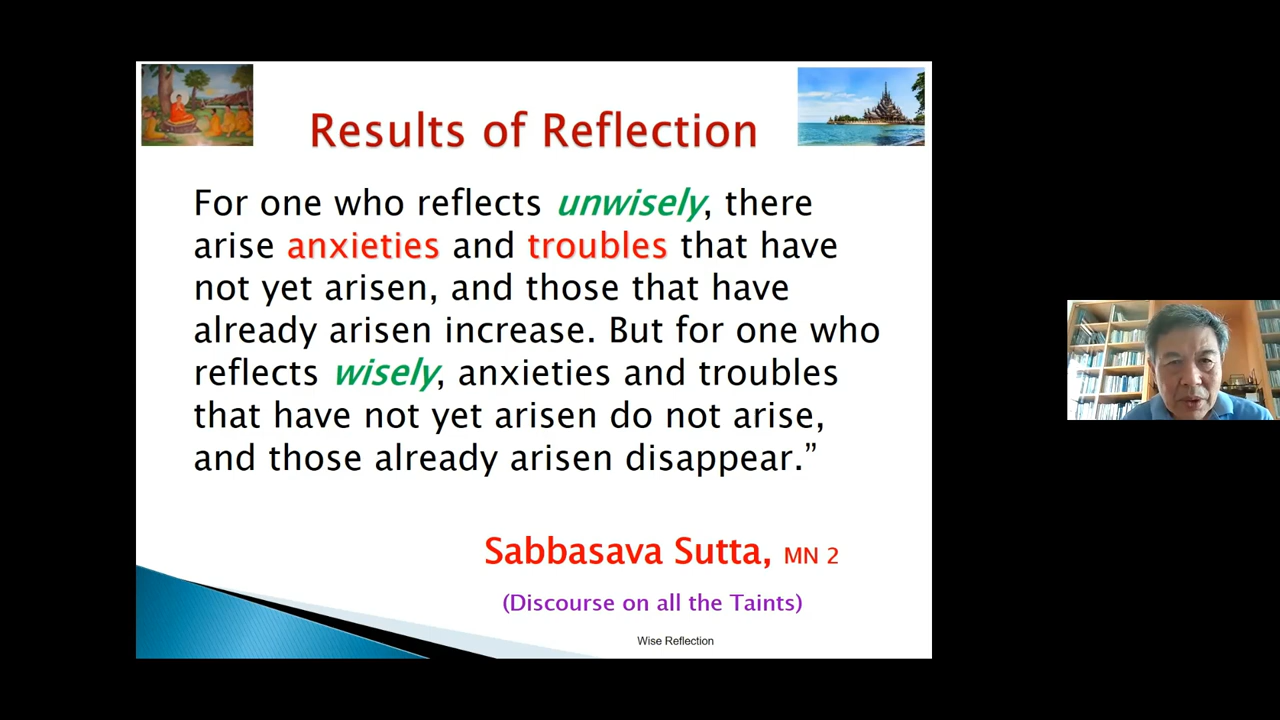 Results of Reflection
For one who reflects unwisely, there
arise anxieties and troubles that have
not yet arisen, and those that have
already arisen increase. But for one who
reflects wisely, anxieties and troubles
that have not yet arisen do not arise,
and those already arisen disappear.”
Sabbasava Sutta, MN 2
(Discourse on all the Taints)
Wise Reflection